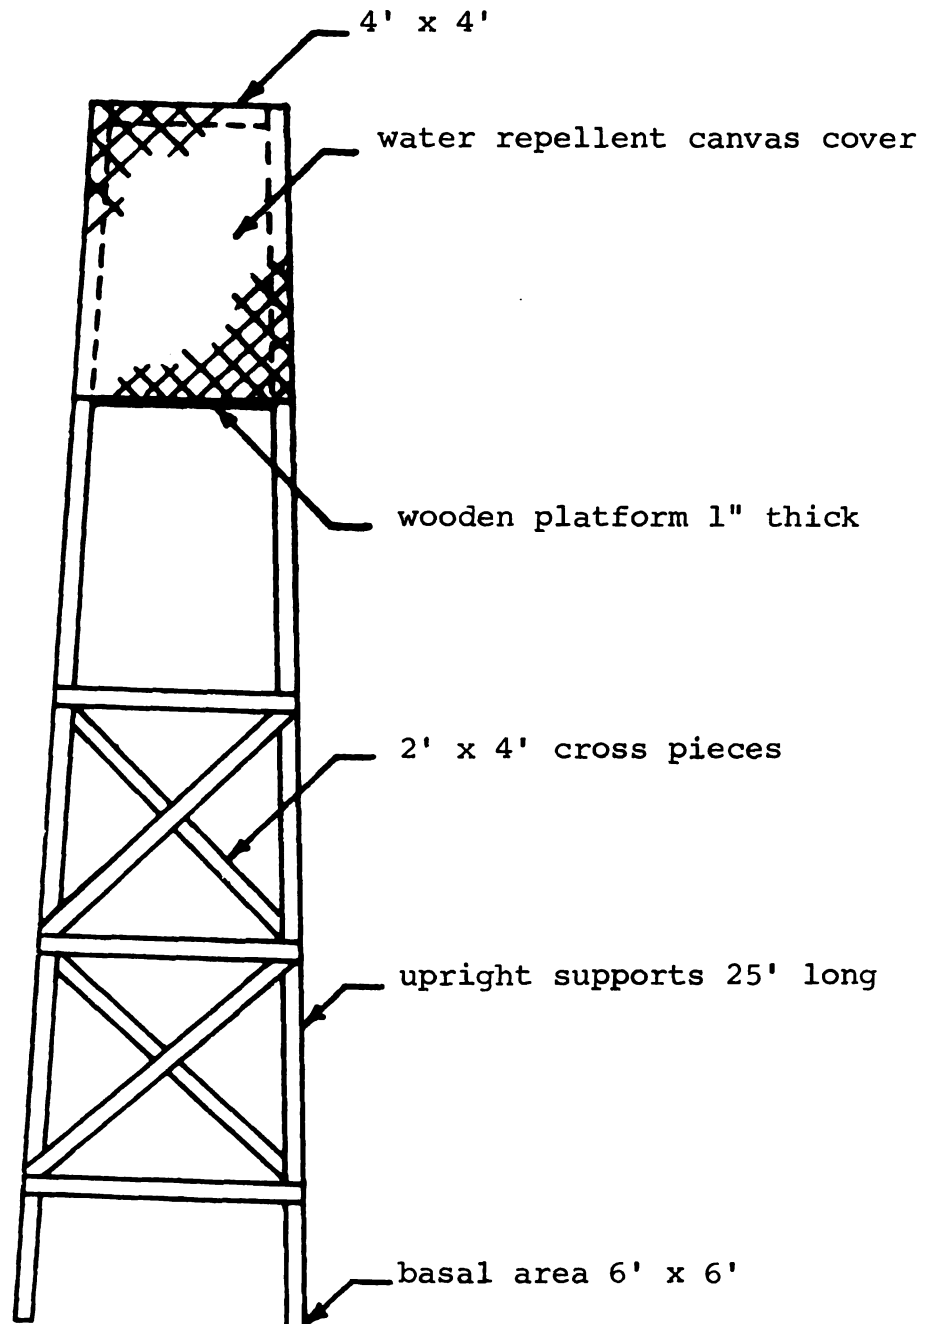 4' x 4'
water repellent canvas cover
wooden platform 1" thick
2' x 4' cross pieces
upright supports 25' long
basal area 6' x 6'